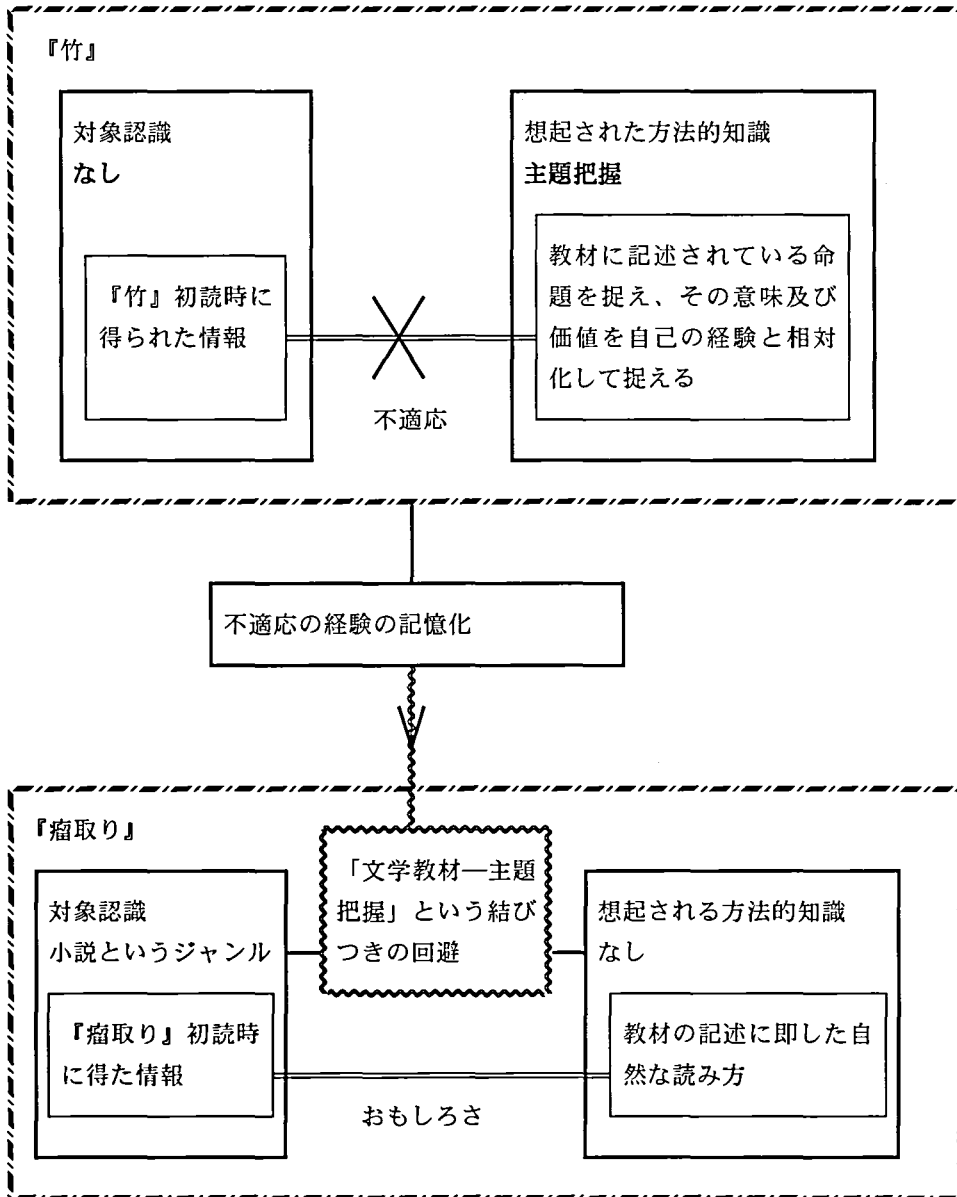 『竹』
対象認識
なし
『竹』初読時に
得られた情報
不適応
想起された方法的知識
主題把握
教材に記述されている命
題を捉え、その意味及び
価値を自己の経験と相対
化して捉える
不適応の経験の記憶化
『瘤取り』
対象認識
小説というジャンル
『瘤取り』初読時
に得た情報
「文学教材―主題
把握」という結び
つきの回避
おもしろさ
想起される方法的知識
なし
教材の記述に即した自
然な読み方